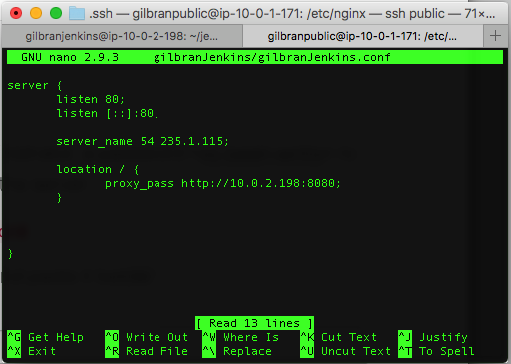 .ssh — gilbranpublic@ip-10-0-1-171: /etc/nginx — ssh public — 71×...
gilbranjenkins@ip-10-0-2-198: ~/je... gilbranpublic@ip-10-0-1-171: /etc/...
GNU nano 2.9.3 gilbranJenkins/gilbranJenkins.conf
server {
listen 80;
listen [::]:80.
server_name 54 235.1.115;
location / {
proxy_pass http://10.0.2.198:8080;
}
}
[ Read 13 lines ]
^G Get Help ^O Write Out ^W Where Is ^K Cut Text ^J Justify
^X Exit ^R Read File ^\ Replace ^U Uncut Text ^T To Spell